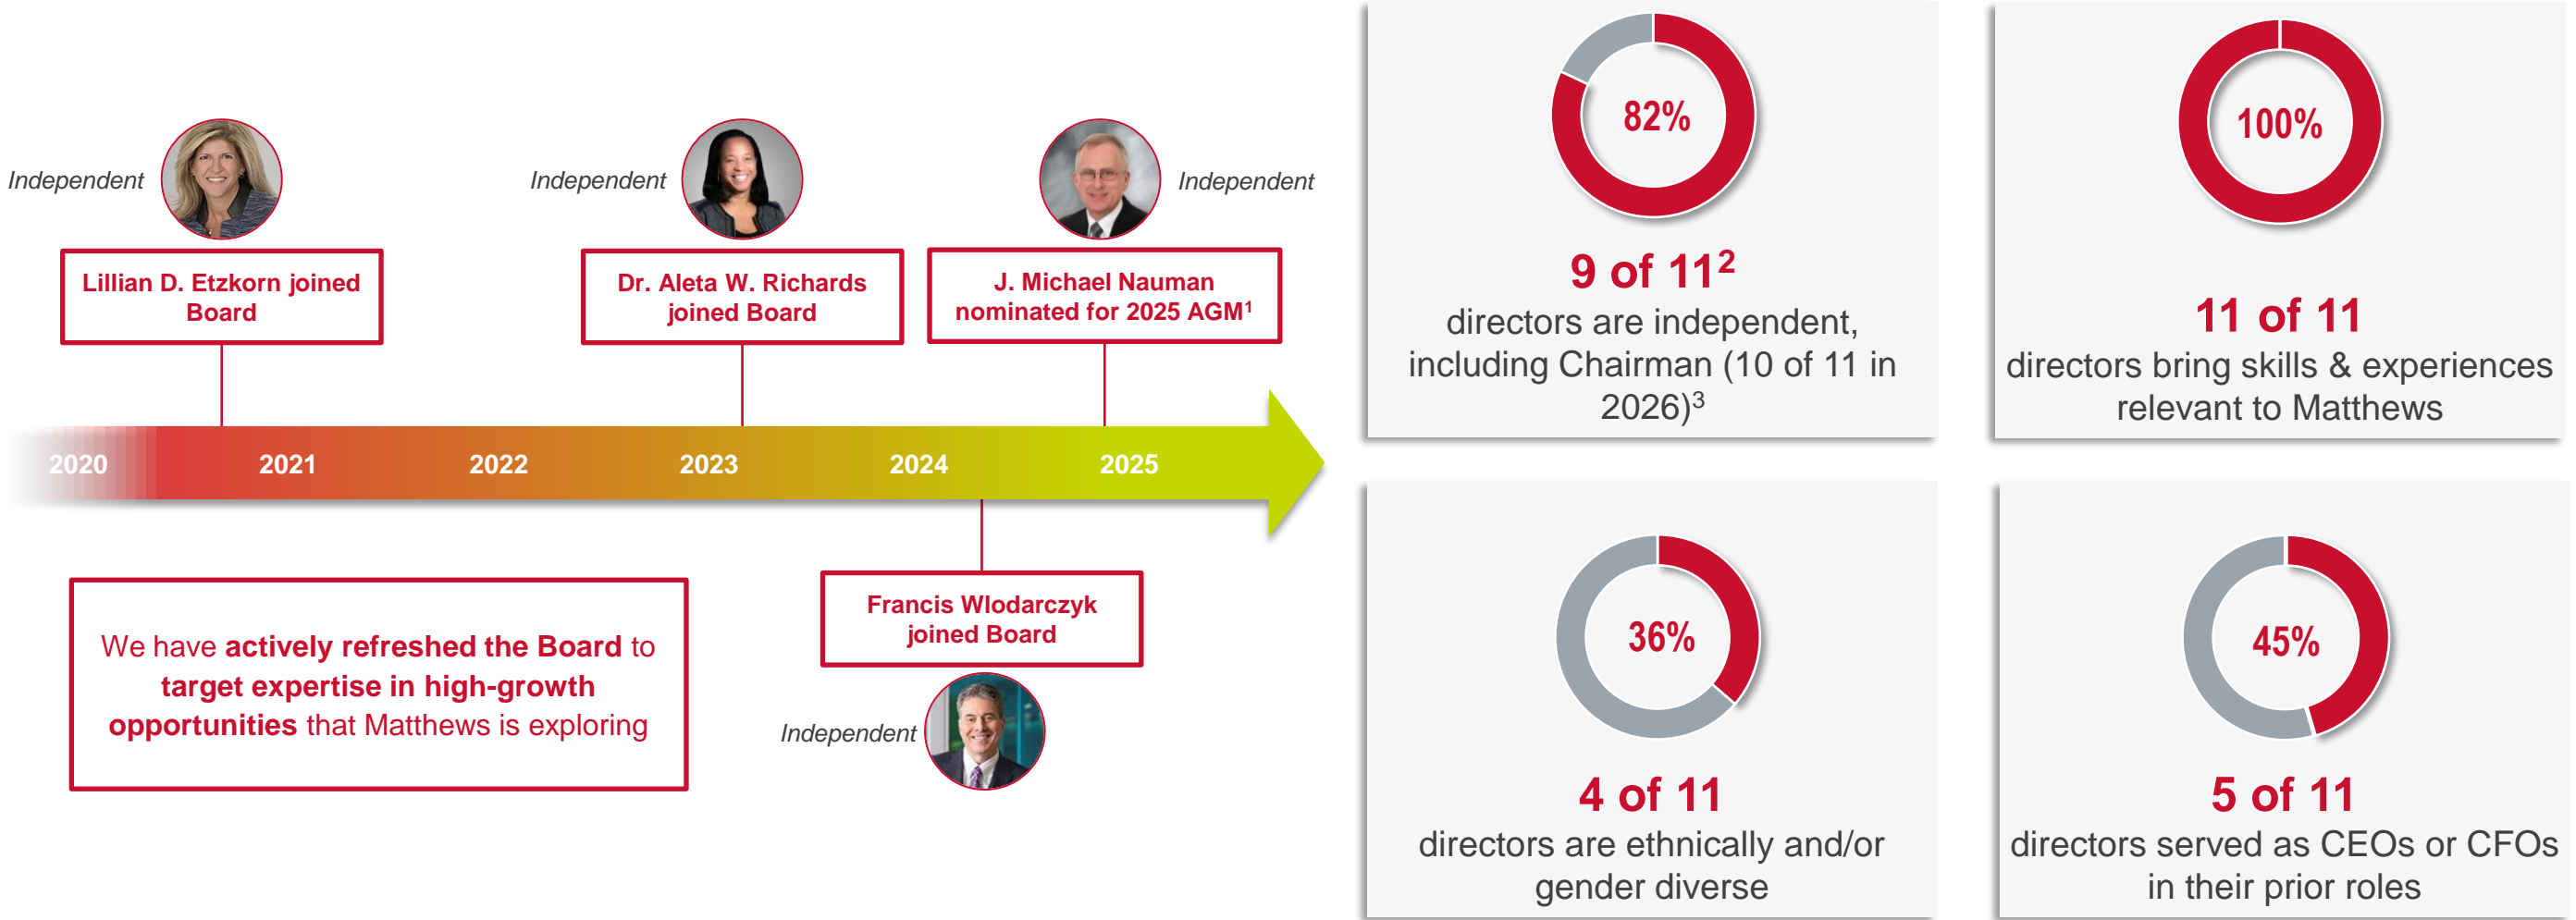 Independent
Independent
Independent
Lillian D. Etzkorn joined
Board
Dr. Aleta W. Richards
joined Board
J. Michael Nauman
nominated for 2025 AGM¹
2020 2021 2022 2023 2024 2025
Francis Wlodarczyk
joined Board
Independent
We have actively refreshed the Board to
target expertise in high-growth
opportunities that Matthews is exploring
82%
9 of 11²
directors are independent,
including Chairman (10 of 11 in
2026)³
100%
11 of 11
directors bring skills & experiences
relevant to Matthews
36%
4 of 11
directors are ethnically and/or
gender diverse
45%
5 of 11
directors served as CEOs or CFOs
in their prior roles